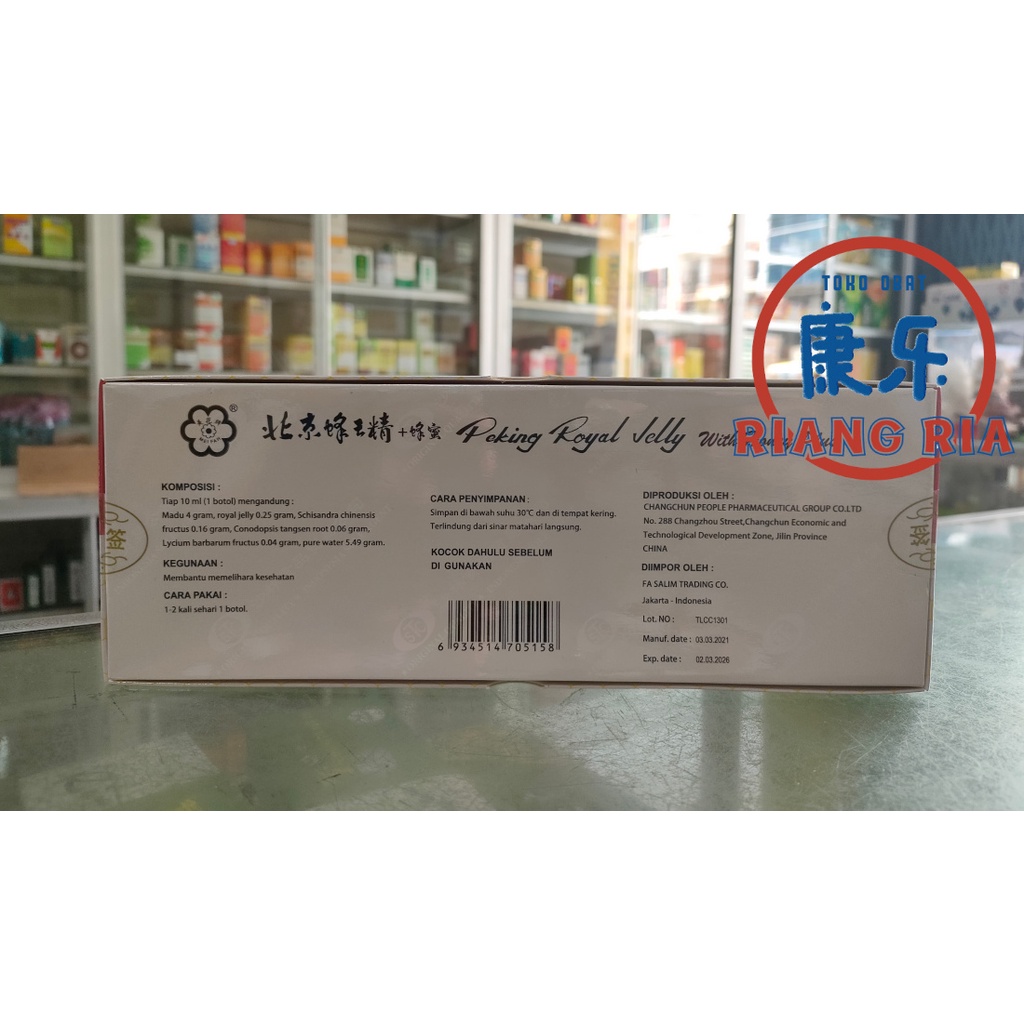 TOKO OBAT
康乐
RIANG RIA
北京蜂王精+蜂蜜 Peking Royal Jelly With Honey
KOMPOSISI :
Tiap 10 ml (1 botol) mengandung :
Madu 4 gram, royal jelly 0.25 gram, Schisandra chinensis
fructus 0.16 gram, Conodopsis tangsen root 0.06 gram,
Lycium barbarum fructus 0.04 gram, pure water 5.49 gram.
KEGUNAAN :
Membantu memelihara kesehatan
CARA PAKAI :
1-2 kali sehari 1 botol.
CARA PENYIMPANAN :
Simpan di bawah suhu 30℃ dan di tempat kering.
Terlindung dari sinar matahari langsung.
KOCOK DAHULU SEBELUM
DI GUNAKAN
6 934514 705158
DIPRODUKSI OLEH :
CHANGCHUN PEOPLE PHARMACEUTICAL GROUP CO.LTD
No. 288 Changzhou Street,Changchun Economic and
Technological Development Zone, Jilin Province
CHINA
DIIMPOR OLEH :
FA SALIM TRADING CO.
Jakarta - Indonesia
Lot. NO : TLCC1301
Manuf. date : 03.03.2021
Exp. date : 02.03.2026